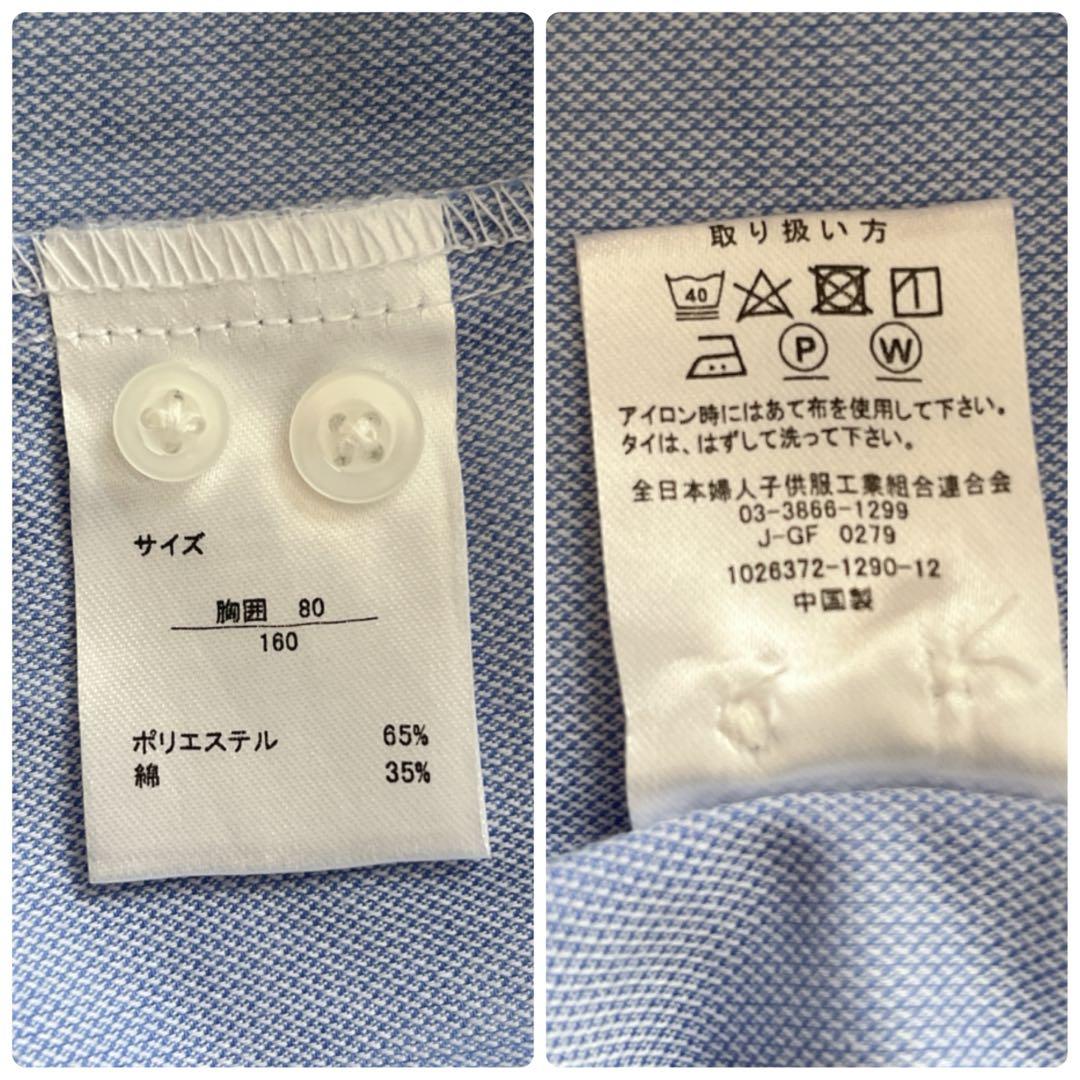 サイズ
胸囲 80
160
ポリエステル 65%
綿 35%
取り扱い方
40
P W
アイロン時にはあて布を使用して下さい。
タイは、はずして洗って下さい。
全日本婦人子供服工業組合連合会
03-3866-1299
J-GF 0279
1026372-1290-12
中国製